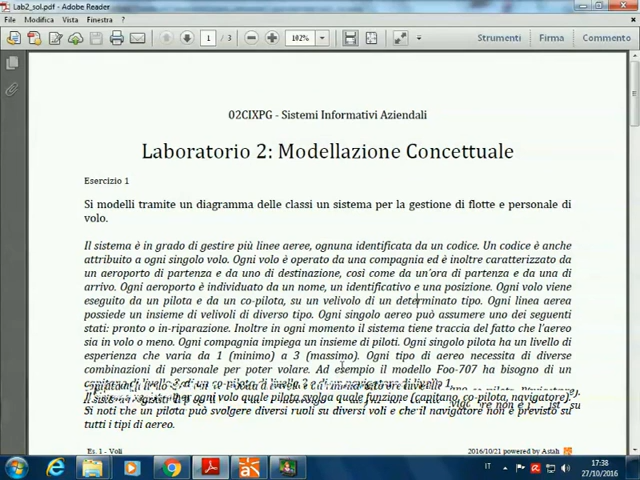 Lab2_sol.pdf - Adobe Reader
File Modifica Vista Finestra ?
1 / 3 102% Strumenti Firma Commento
02CIXPG - Sistemi Informativi Aziendali
Laboratorio 2: Modellazione Concettuale
Esercizio 1
Si modelli tramite un diagramma delle classi un sistema per la gestione di flotte e personale di
volo.
Il sistema è in grado di gestire più linee aeree, ognuna identificata da un codice. Un codice è anche
attribuito a ogni singolo volo. Ogni volo è operato da una compagnia ed è inoltre caratterizzato da
un aeroporto di partenza e da uno di destinazione, così come da un'ora di partenza e da una di
arrivo. Ogni aeroporto è individuato da un nome, un identificativo e una posizione. Ogni volo viene
eseguito da un pilota e da un co-pilota, su un velivolo di un determinato tipo. Ogni linea aerea
possiede un insieme di velivoli di diverso tipo. Ogni singolo aereo può assumere uno dei seguenti
stati: pronto o in-riparazione. Inoltre in ogni momento il sistema tiene traccia del fatto che l'aereo
sia in volo o meno. Ogni compagnia impiega un insieme di piloti. Ogni singolo pilota ha un livello di
esperienza che varia da 1 (minimo) a 3 (massimo). Ogni tipo di aereo necessita di diverse
combinazioni di personale per poter volare. Ad esempio il modello Foo-707 ha bisogno di un
per ogni volo quale pilota svolga quale funzione (capitano, co-pilota, navigatore).
Si noti che un pilota può svolgere diversi ruoli su diversi voli e che il navigatore non è previsto su
tutti i tipi di aereo.
Es. 1 - Voli 2016/10/21 powered by Astah
IT 17:38
27/10/2016